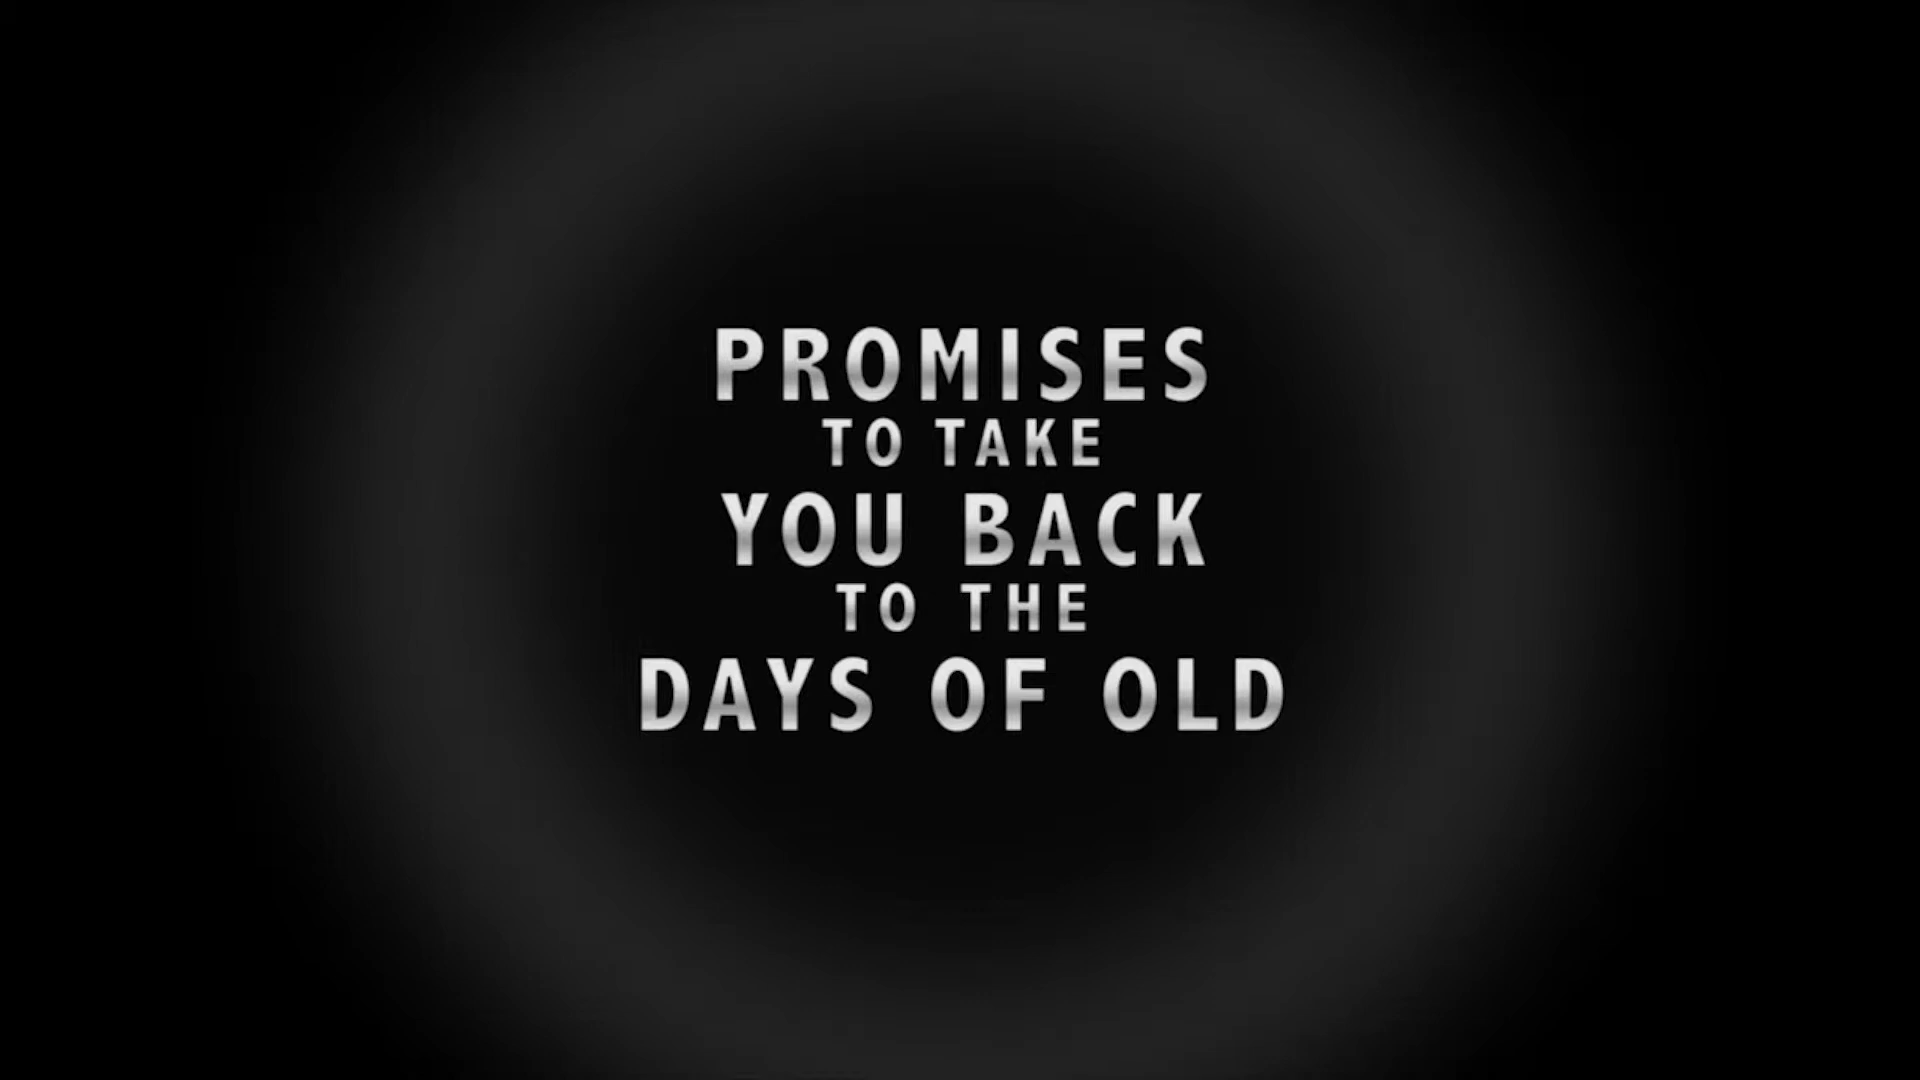 PROMISES
TO TAKE
YOU BACK
TO THE
DAYS OF OLD